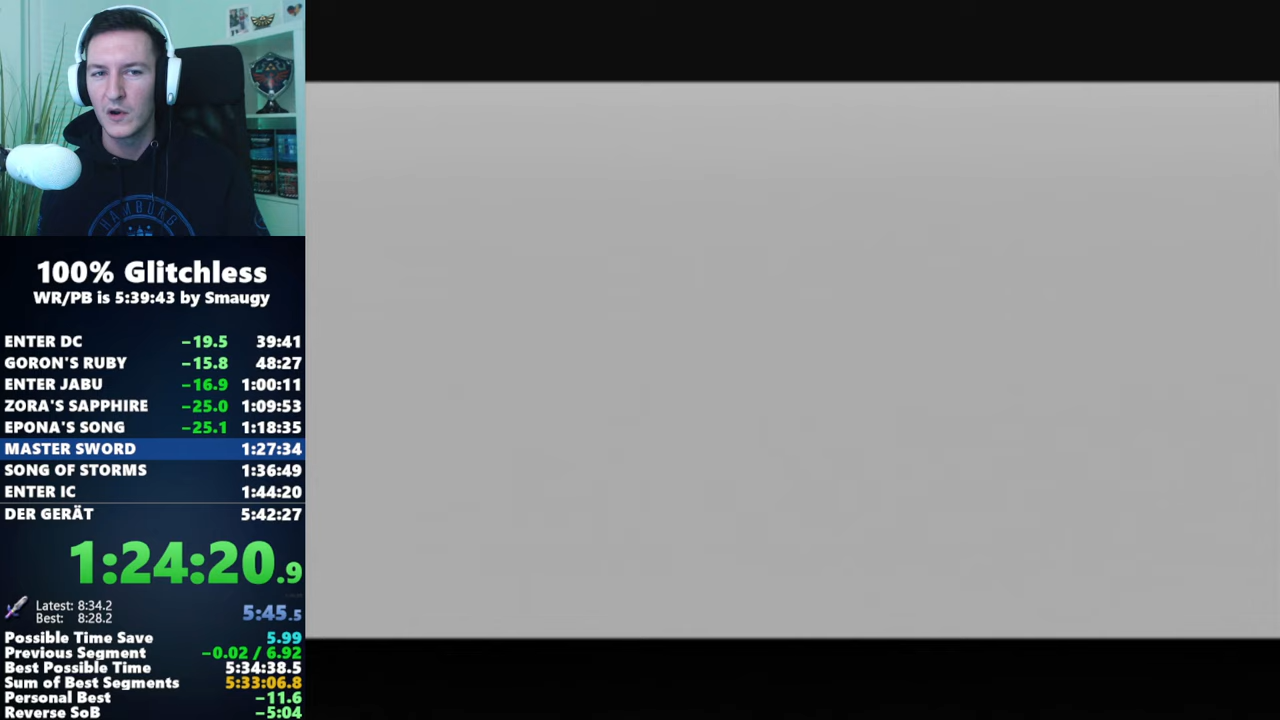 HAMBURG
100% Glitchless
WR/PB is 5:39:43 by Smaugy
ENTER DC −19.5 39:41
GORON'S RUBY −15.8 48:27
ENTER JABU −16.9 1:00:11
ZORA'S SAPPHIRE −25.0 1:09:53
EPONA'S SONG −25.1 1:18:35
MASTER SWORD 1:27:34
SONG OF STORMS 1:36:49
ENTER IC 1:44:20
DER GERÄT 5:42:27
1:24:20.9
Latest: 8:34.2
Best: 8:28.2
5:45.5
Possible Time Save 5.99
Previous Segment −0.02 / 6.92
Best Possible Time 5:34:38.5
Sum of Best Segments 5:33:06.8
Personal Best −11.6
Reverse SoB −5:04